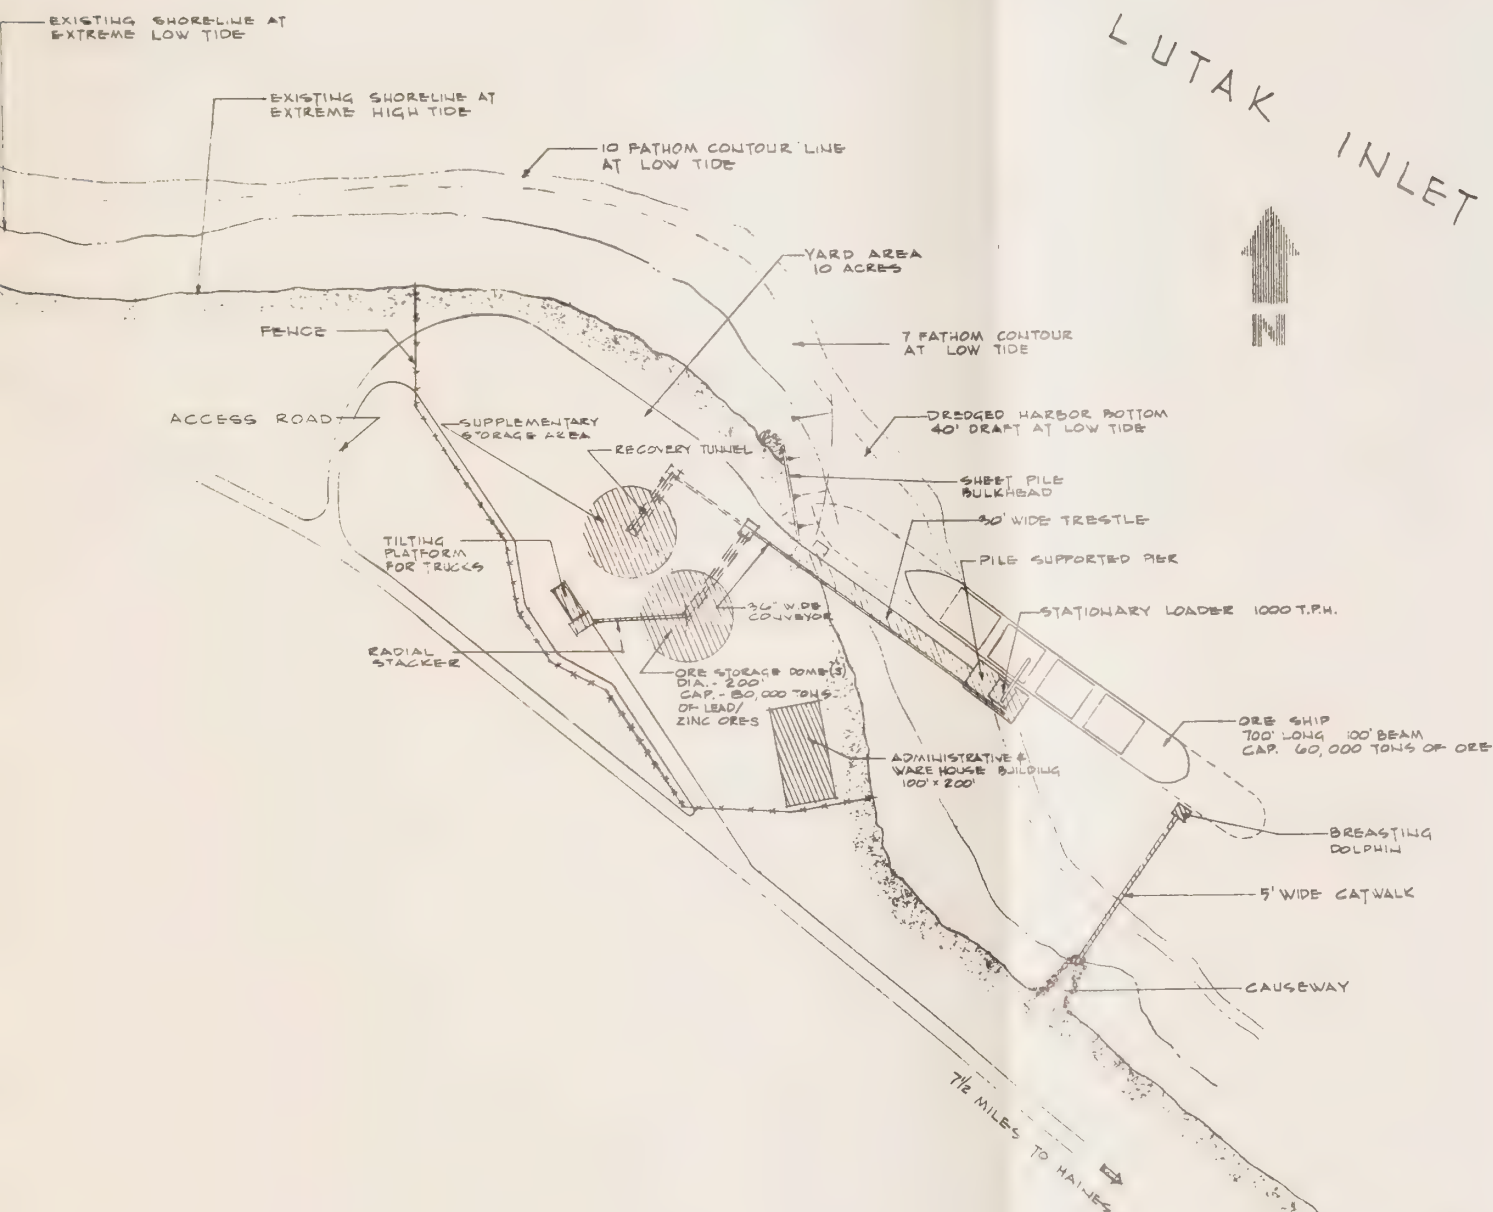 EXISTING SHORELINE AT
EXTREME LOW TIDE
LUTAK INLET
EXISTING SHORELINE AT
EXTREME HIGH TIDE
10 FATHOM CONTOUR LINE
AT LOW TIDE
YARD AREA
10 ACRES
N
FENCE
7 FATHOM CONTOUR
AT LOW TIDE
ACCESS ROAD
SUPPLEMENTARY
STORAGE AREA
DREDGED HARBOR BOTTOM
40' DRAFT AT LOW TIDE
RECOVERY TUNNEL
SHEET PILE
BULKHEAD
30' WIDE TRESTLE
TILTING
PLATFORM
FOR TRUCKS
PILE SUPPORTED PIER
36" WIDE
CONVEYOR
STATIONARY LOADER 1000 T.P.H.
RADIAL
STACKER
ORE STORAGE DOME(S)
DIA. - 200'
CAP. - 80,000 TONS
OF LEAD/
ZINC ORES
ORE SHIP
700' LONG 100' BEAM
CAP. 60,000 TONS OF ORE
ADMINISTRATIVE &
WAREHOUSE BUILDING
100' x 200'
BREASTING
DOLPHIN
5' WIDE CATWALK
CAUSEWAY
7 1/2 MILES TO HAINES